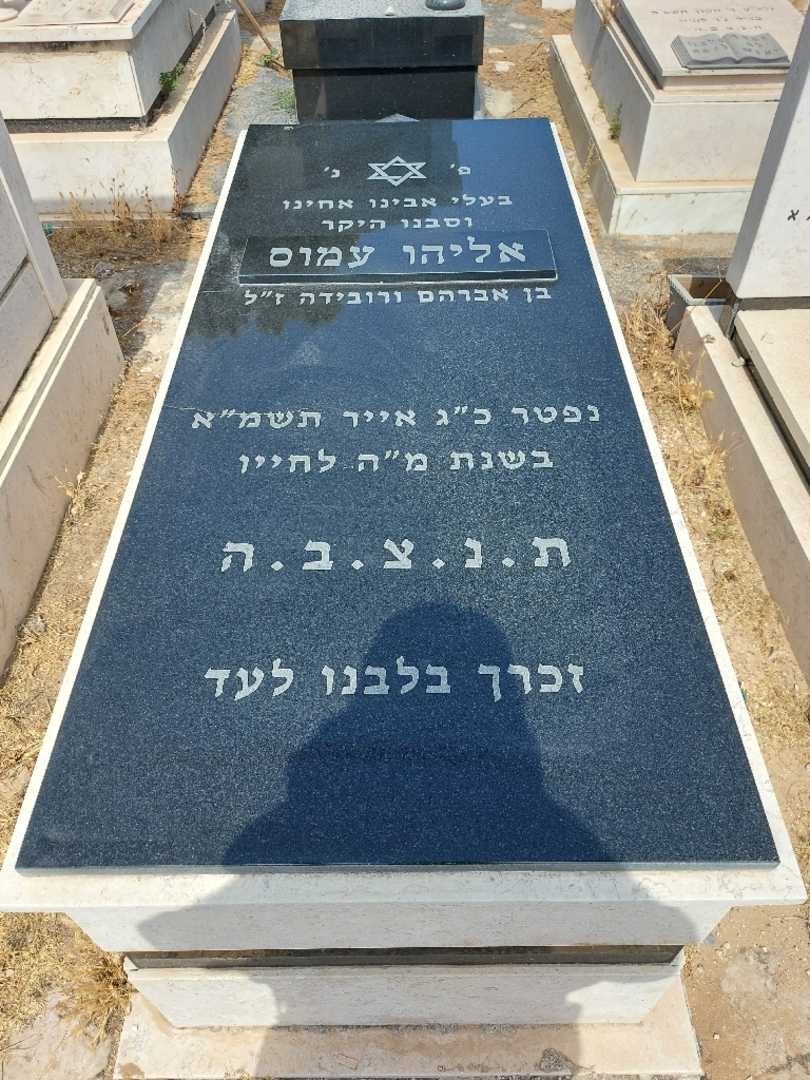 פ׳ נ׳
בעלי אבינו אחינו
וסבנו היקר
אליהו עמוס
בן אברהם ורובידה ז״ל
נפטר כ״ג אייר תשמ״א
בשנת מ״ה לחייו
ת.נ.צ.ב.ה
זכרך בלבנו לעד